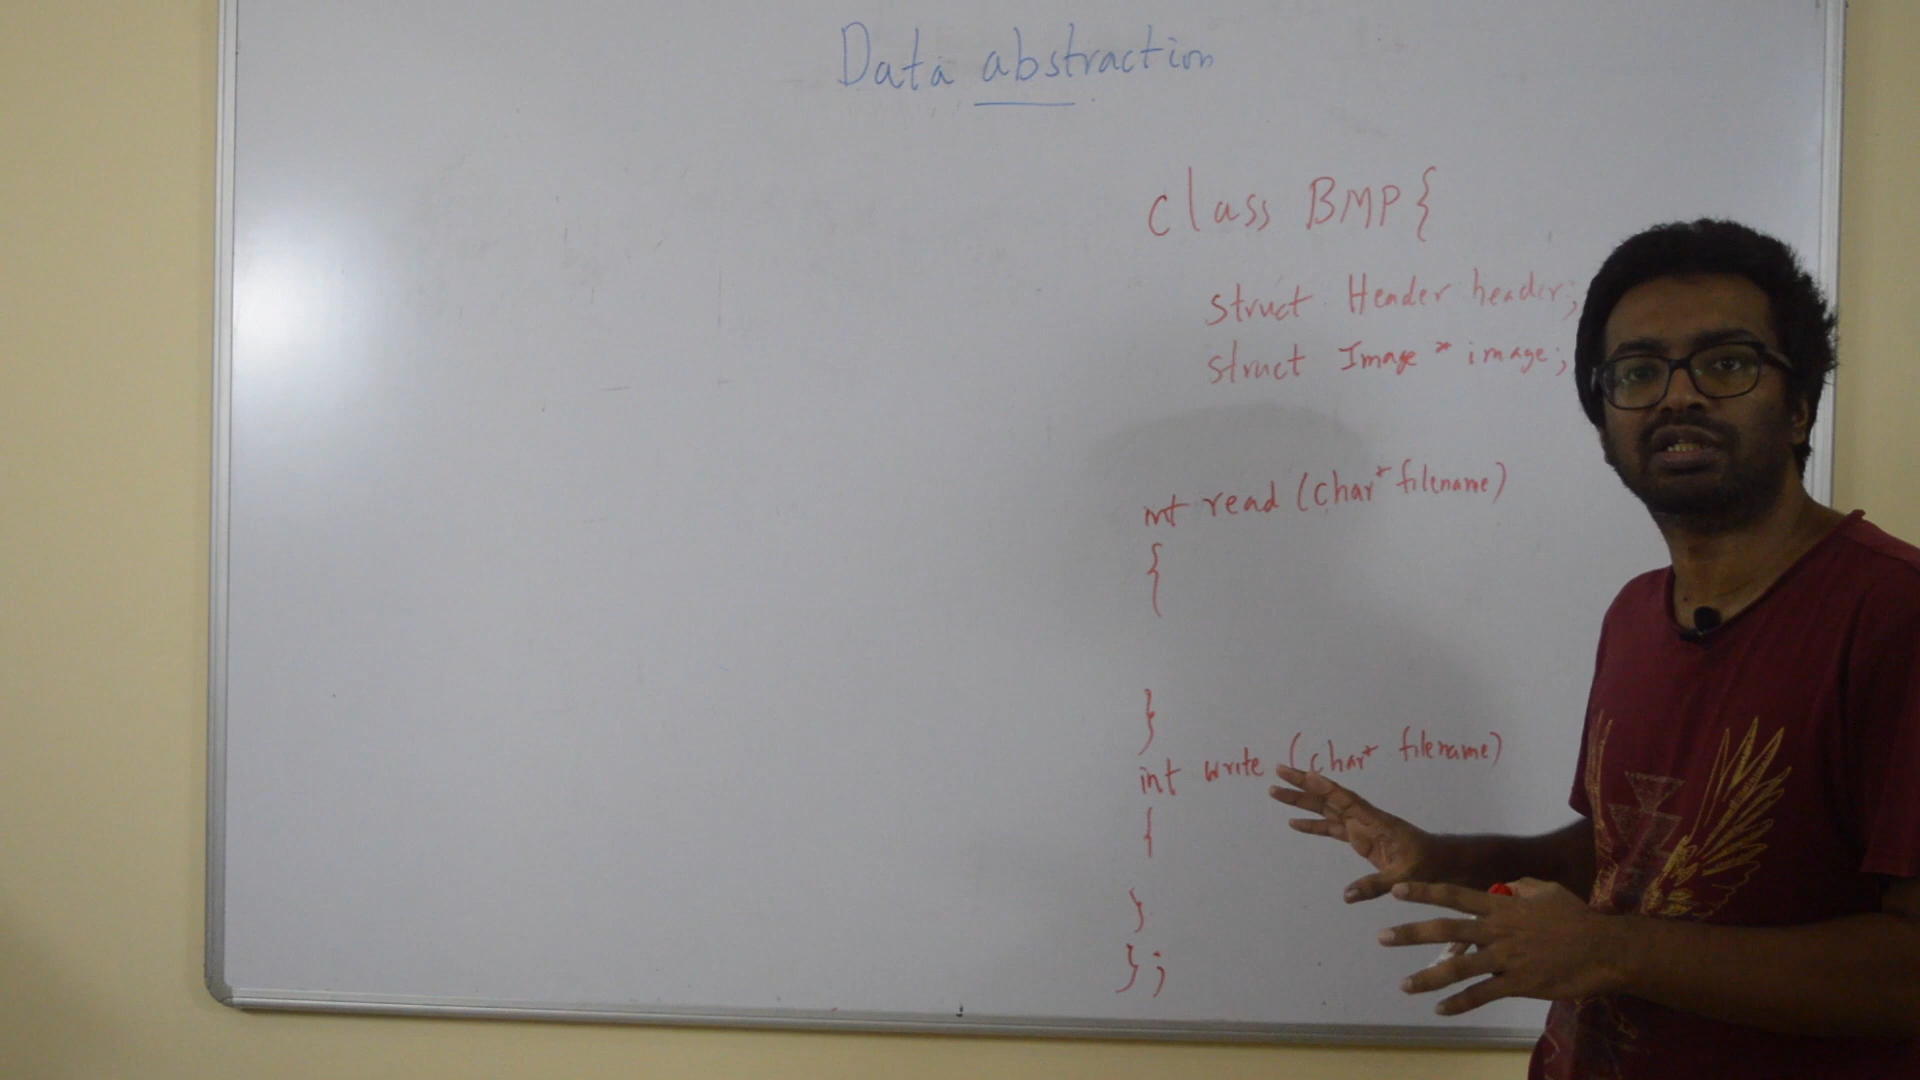 Data abstraction
class BMP{
struct Header header;
struct Image * image;
int read (char* filename)
{
}
int write (char* filename)
{
}
};